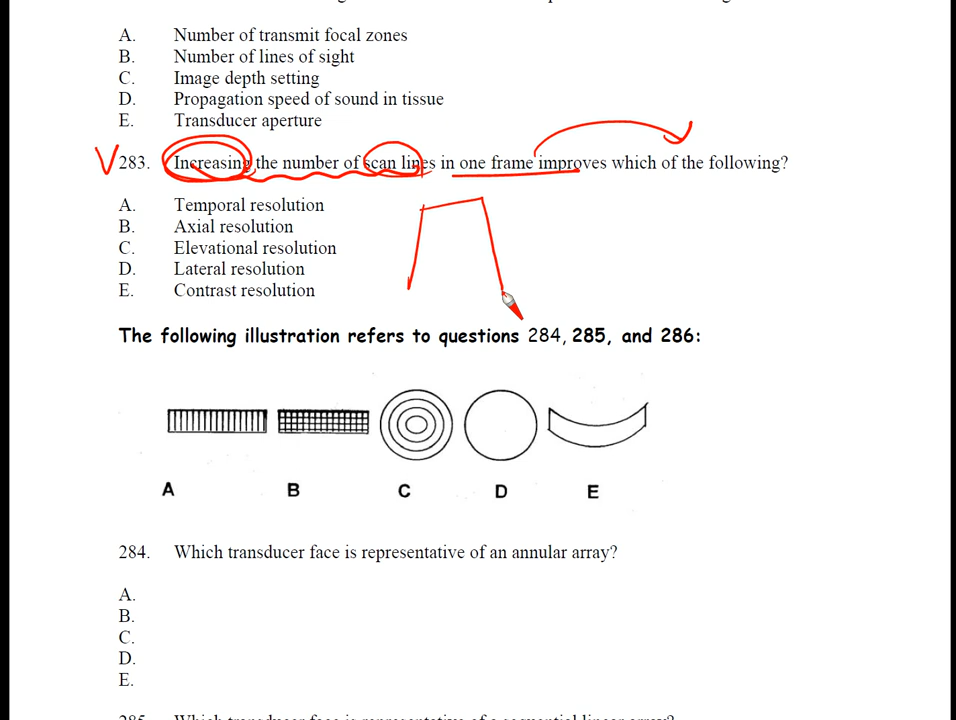 A. Number of transmit focal zones
B. Number of lines of sight
C. Image depth setting
D. Propagation speed of sound in tissue
E. Transducer aperture
283. Increasing the number of scan lines in one frame improves which of the following?
A. Temporal resolution
B. Axial resolution
C. Elevational resolution
D. Lateral resolution
E. Contrast resolution
The following illustration refers to questions 284, 285, and 286:
A B C D E
284. Which transducer face is representative of an annular array?
A.
B.
C.
D.
E.